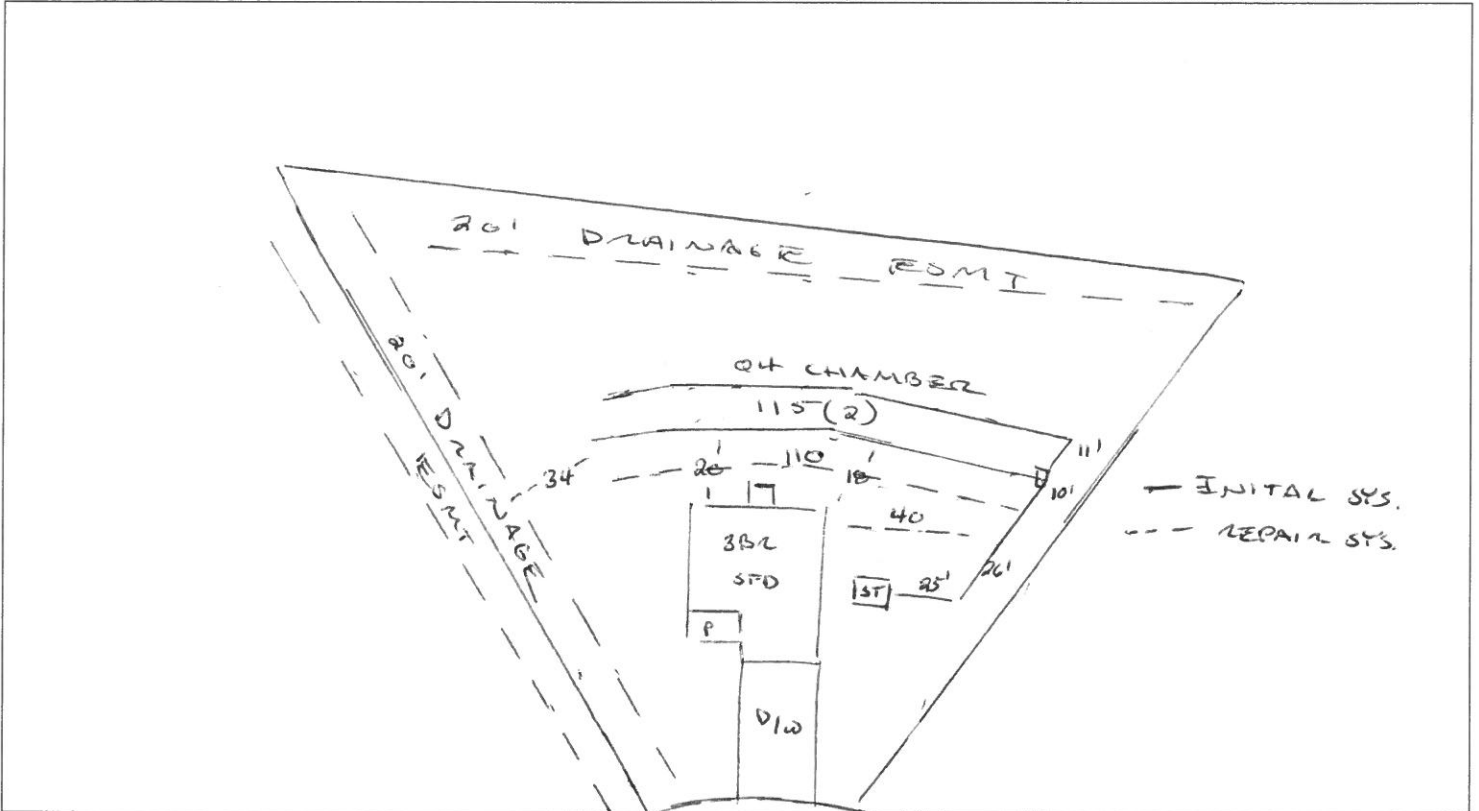 20' DRAINAGE ESMT
20' DRAINAGE
ESMT
Q4 CHAMBER
115(2)
11'
34
20'
110
18'
10'
— INITAL SYS.
--- REPAIR SYS.
40
3BR
SFD
26'
ST
25'
P
D/W